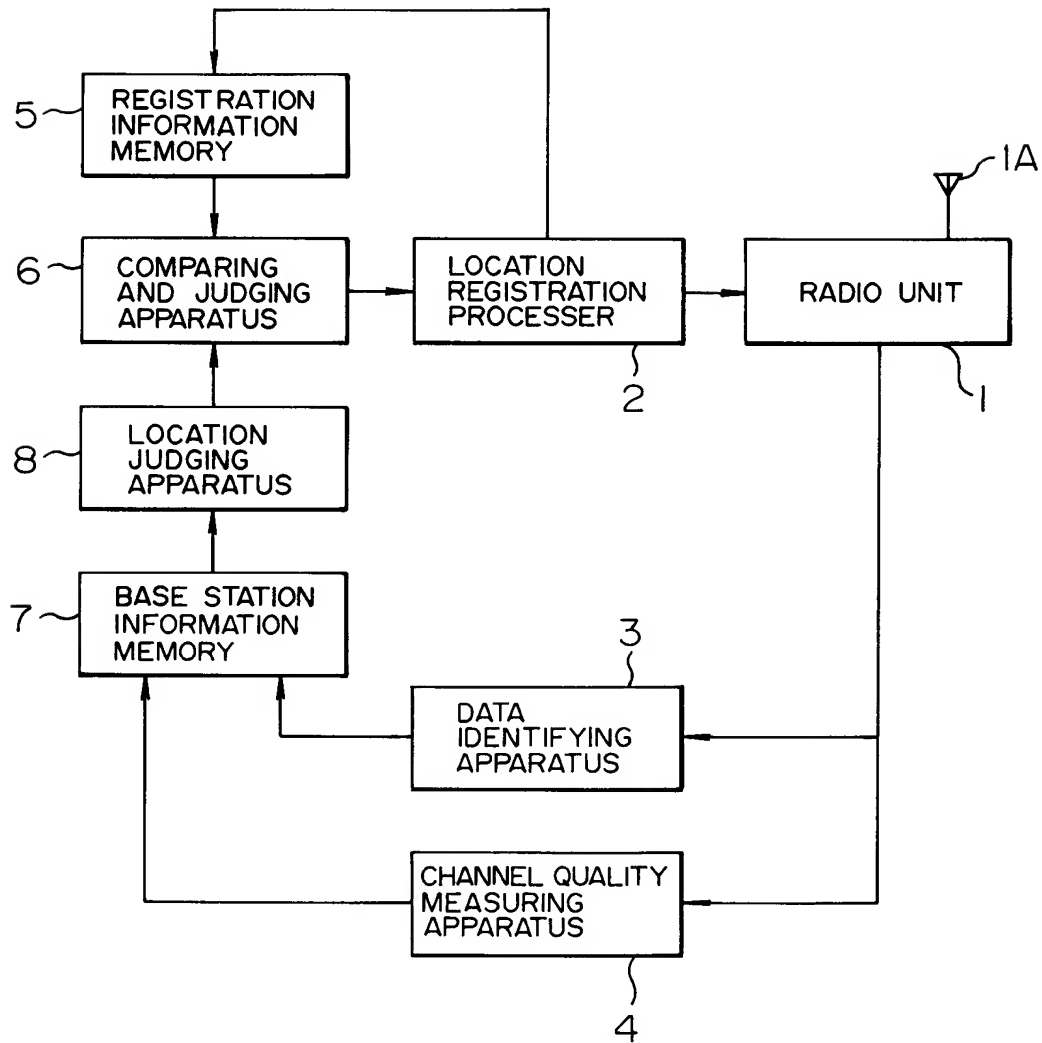 5
REGISTRATION
INFORMATION
MEMORY
1A
6
COMPARING
AND JUDGING
APPARATUS
LOCATION
REGISTRATION
PROCESSER
2
RADIO UNIT
1
8
LOCATION
JUDGING
APPARATUS
7
BASE STATION
INFORMATION
MEMORY
3
DATA
IDENTIFYING
APPARATUS
CHANNEL QUALITY
MEASURING
APPARATUS
4